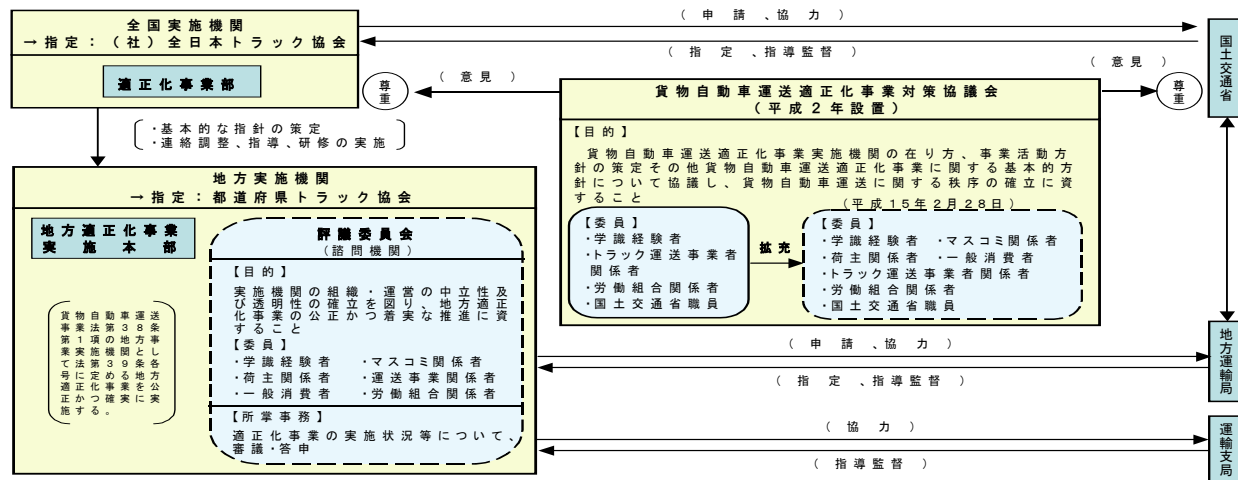 全国実施機関
→指定：（社）全日本トラック協会
適正化事業部
（申請、協力）
（指定、指導監督）
国土交通省
（意見）
尊重
（意見）
尊重
・基本的な指針の策定
・連絡調整、指導、研修の実施
貨物自動車運送適正化事業対策協議会
（平成２年設置）
【目的】
貨物自動車運送適正化事業実施機関の在り方、事業活動方
針の策定その他貨物自動車運送適正化事業に関する基本的方
針について協議し、貨物自動車運送に関する秩序の確立に資
すること
（平成15年2月28日）
【委員】
・学識経験者
・トラック運送事業者
関係者
・労働組合関係者
・国土交通省職員
拡充
【委員】
・学識経験者 ・マスコミ関係者
・荷主関係者 ・一般消費者
・トラック運送事業者関係者
・労働組合関係者
・国土交通省職員
地方実施機関
→指定：都道府県トラック協会
地方適正化事業
実施本部
貨物自動車運送
事業法第３８条
第１項の地方事
業実施機関とし
て法第３９条各
号に定める地方
適正化事業を公
正かつ確実に実
施する。
評議委員会
（諮問機関）
【目的】
実施機関の組織・運営の中立性及
び透明性の確立を図り、地方適正
化事業の公正かつ着実な推進に資
すること
【委員】
・学識経験者 ・マスコミ関係者
・荷主関係者 ・運送事業関係者
・一般消費者 ・労働組合関係者
【所掌事務】
適正化事業の実施状況等について、
審議・答申
（申請、協力）
（指定、指導監督）
地方運輸局
（協力）
（指導監督）
運輸支局